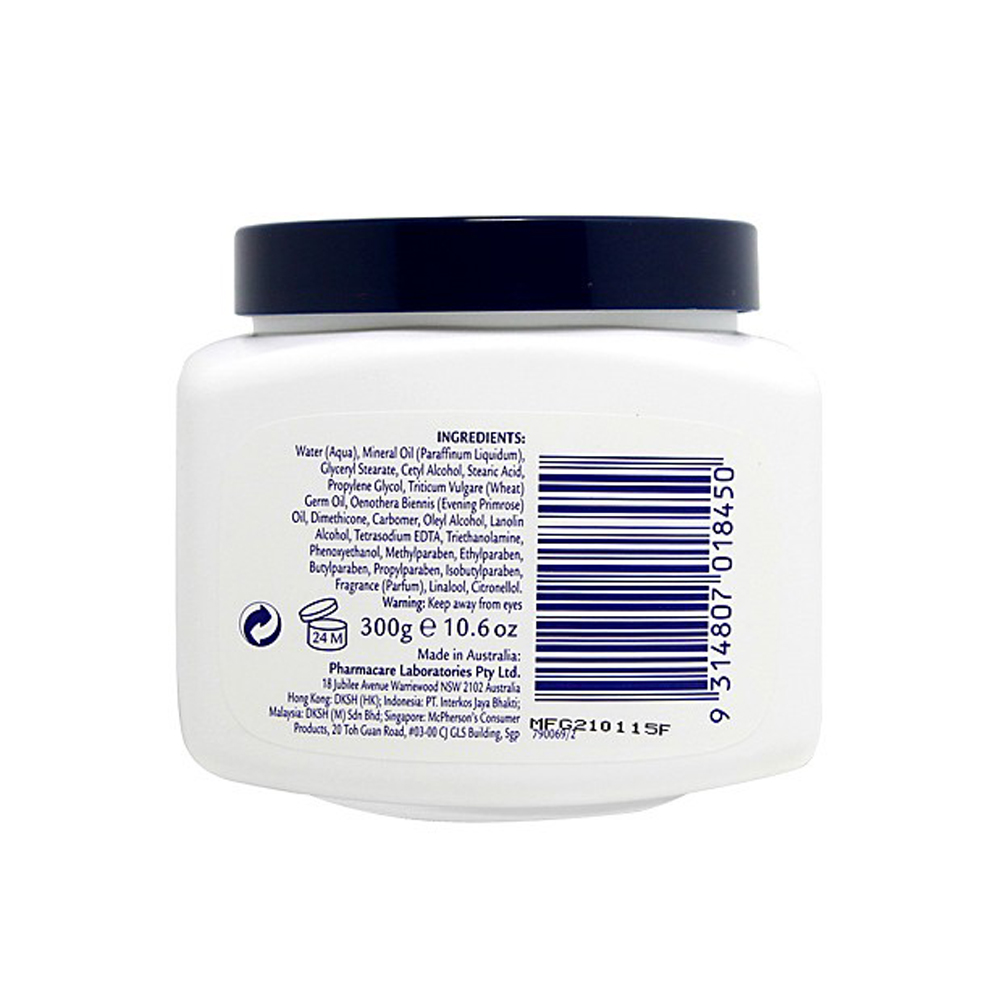 INGREDIENTS:
Water (Aqua), Mineral Oil (Paraffinum Liquidum),
Glyceryl Stearate, Cetyl Alcohol, Stearic Acid,
Propylene Glycol, Triticum Vulgare (Wheat)
Germ Oil, Oenothera Biennis (Evening Primrose)
Oil, Dimethicone, Carbomer, Oleyl Alcohol, Lanolin
Alcohol, Tetrasodium EDTA, Triethanolamine,
Phenoxyethanol, Methylparaben, Ethylparaben,
Butylparaben, Propylparaben, Isobutylparaben,
Fragrance (Parfum), Linalool, Citronellol.
Warning: Keep away from eyes
24 M 300g e 10.6 oz
Made in Australia:
Pharmacare Laboratories Pty Ltd.
18 Jubilee Avenue Warriewood NSW 2102 Australia
Hong Kong: DKSH (HK); Indonesia: PT. Interkos Jaya Bhakti;
Malaysia: DKSH (M) Sdn Bhd; Singapore: McPherson's Consumer
Products, 20 Toh Guan Road, #03-00 CJ GLS Building, Sgp
9 314807 018450
MFG210115F
790069/2